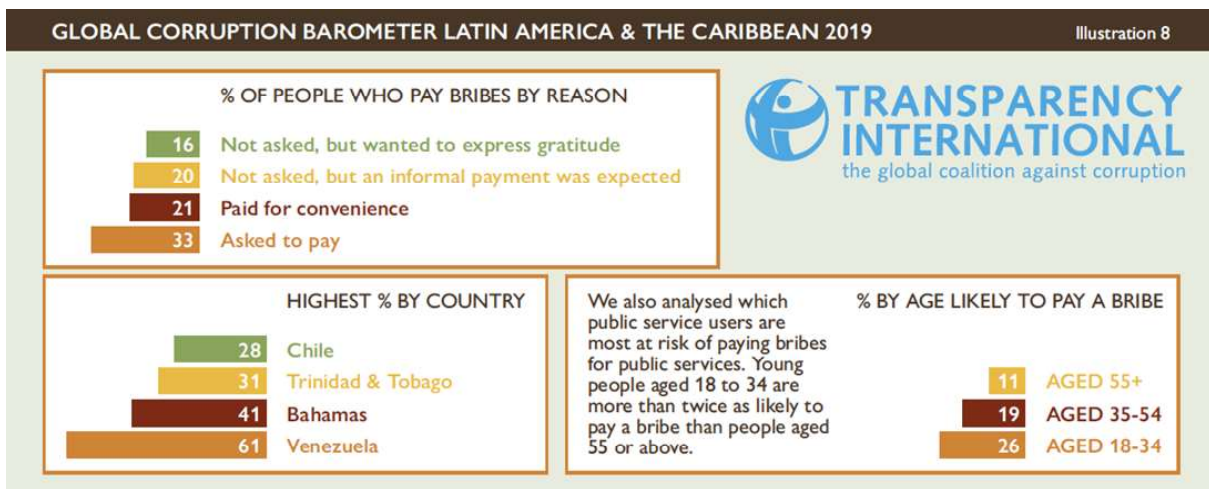 GLOBAL CORRUPTION BAROMETER LATIN AMERICA & THE CARIBBEAN 2019 Illustration 8
% OF PEOPLE WHO PAY BRIBES BY REASON
16 Not asked, but wanted to express gratitude
20 Not asked, but an informal payment was expected
21 Paid for convenience
33 Asked to pay
TRANSPARENCY
INTERNATIONAL
the global coalition against corruption
HIGHEST % BY COUNTRY
28 Chile
31 Trinidad & Tobago
41 Bahamas
61 Venezuela
We also analysed which
public service users are
most at risk of paying bribes
for public services. Young
people aged 18 to 34 are
more than twice as likely to
pay a bribe than people aged
55 or above.
% BY AGE LIKELY TO PAY A BRIBE
11 AGED 55+
19 AGED 35-54
26 AGED 18-34